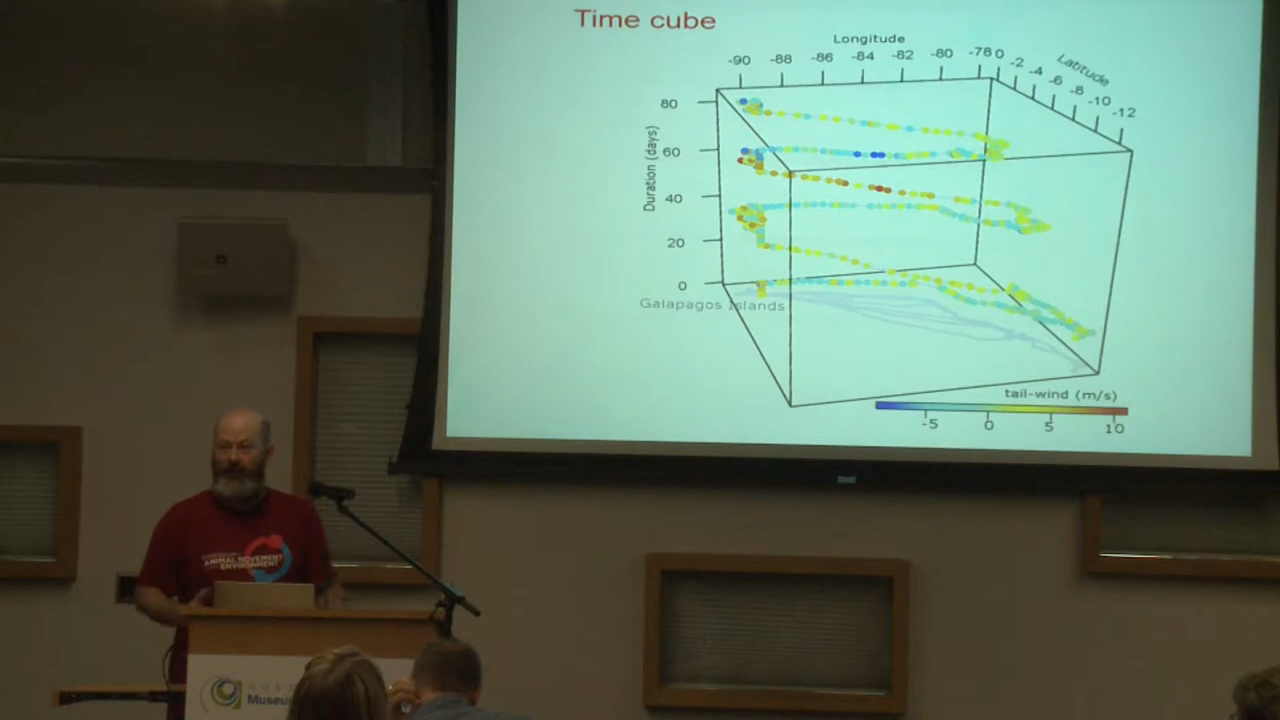 Time cube
Longitude
-90 -88 -86 -84 -82 -80 -78
0 -2 -4 -6 -8 -10 -12
Latitude
Duration (days)
80
60
40
20
0
Galapagos Islands
tail-wind (m/s)
-5 0 5 10
ANIMAL MOVEMENT
ENVIRONMENT